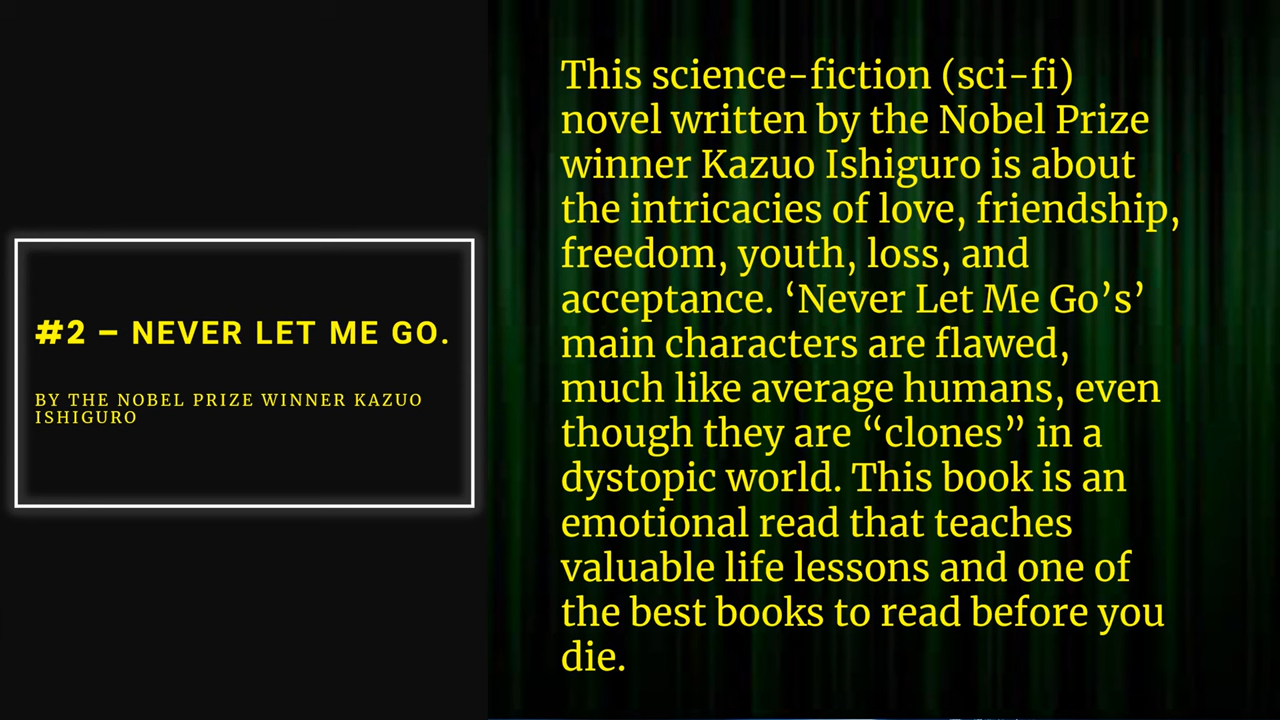 #2 – NEVER LET ME GO.
BY THE NOBEL PRIZE WINNER KAZUO
ISHIGURO
This science-fiction (sci-fi)
novel written by the Nobel Prize
winner Kazuo Ishiguro is about
the intricacies of love, friendship,
freedom, youth, loss, and
acceptance. ‘Never Let Me Go’s’
main characters are flawed,
much like average humans, even
though they are “clones” in a
dystopic world. This book is an
emotional read that teaches
valuable life lessons and one of
the best books to read before you
die.